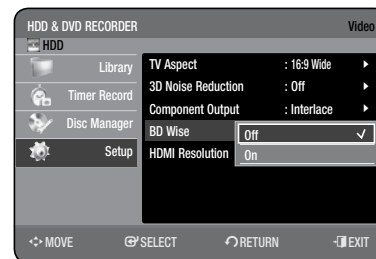 HDD & DVD RECORDER Video
HDD
Library
Timer Record
Disc Manager
Setup
TV Aspect : 16:9 Wide
3D Noise Reduction : Off
Component Output : Interlace
BD Wise Off
HDMI Resolution On
MOVE SELECT RETURN EXIT